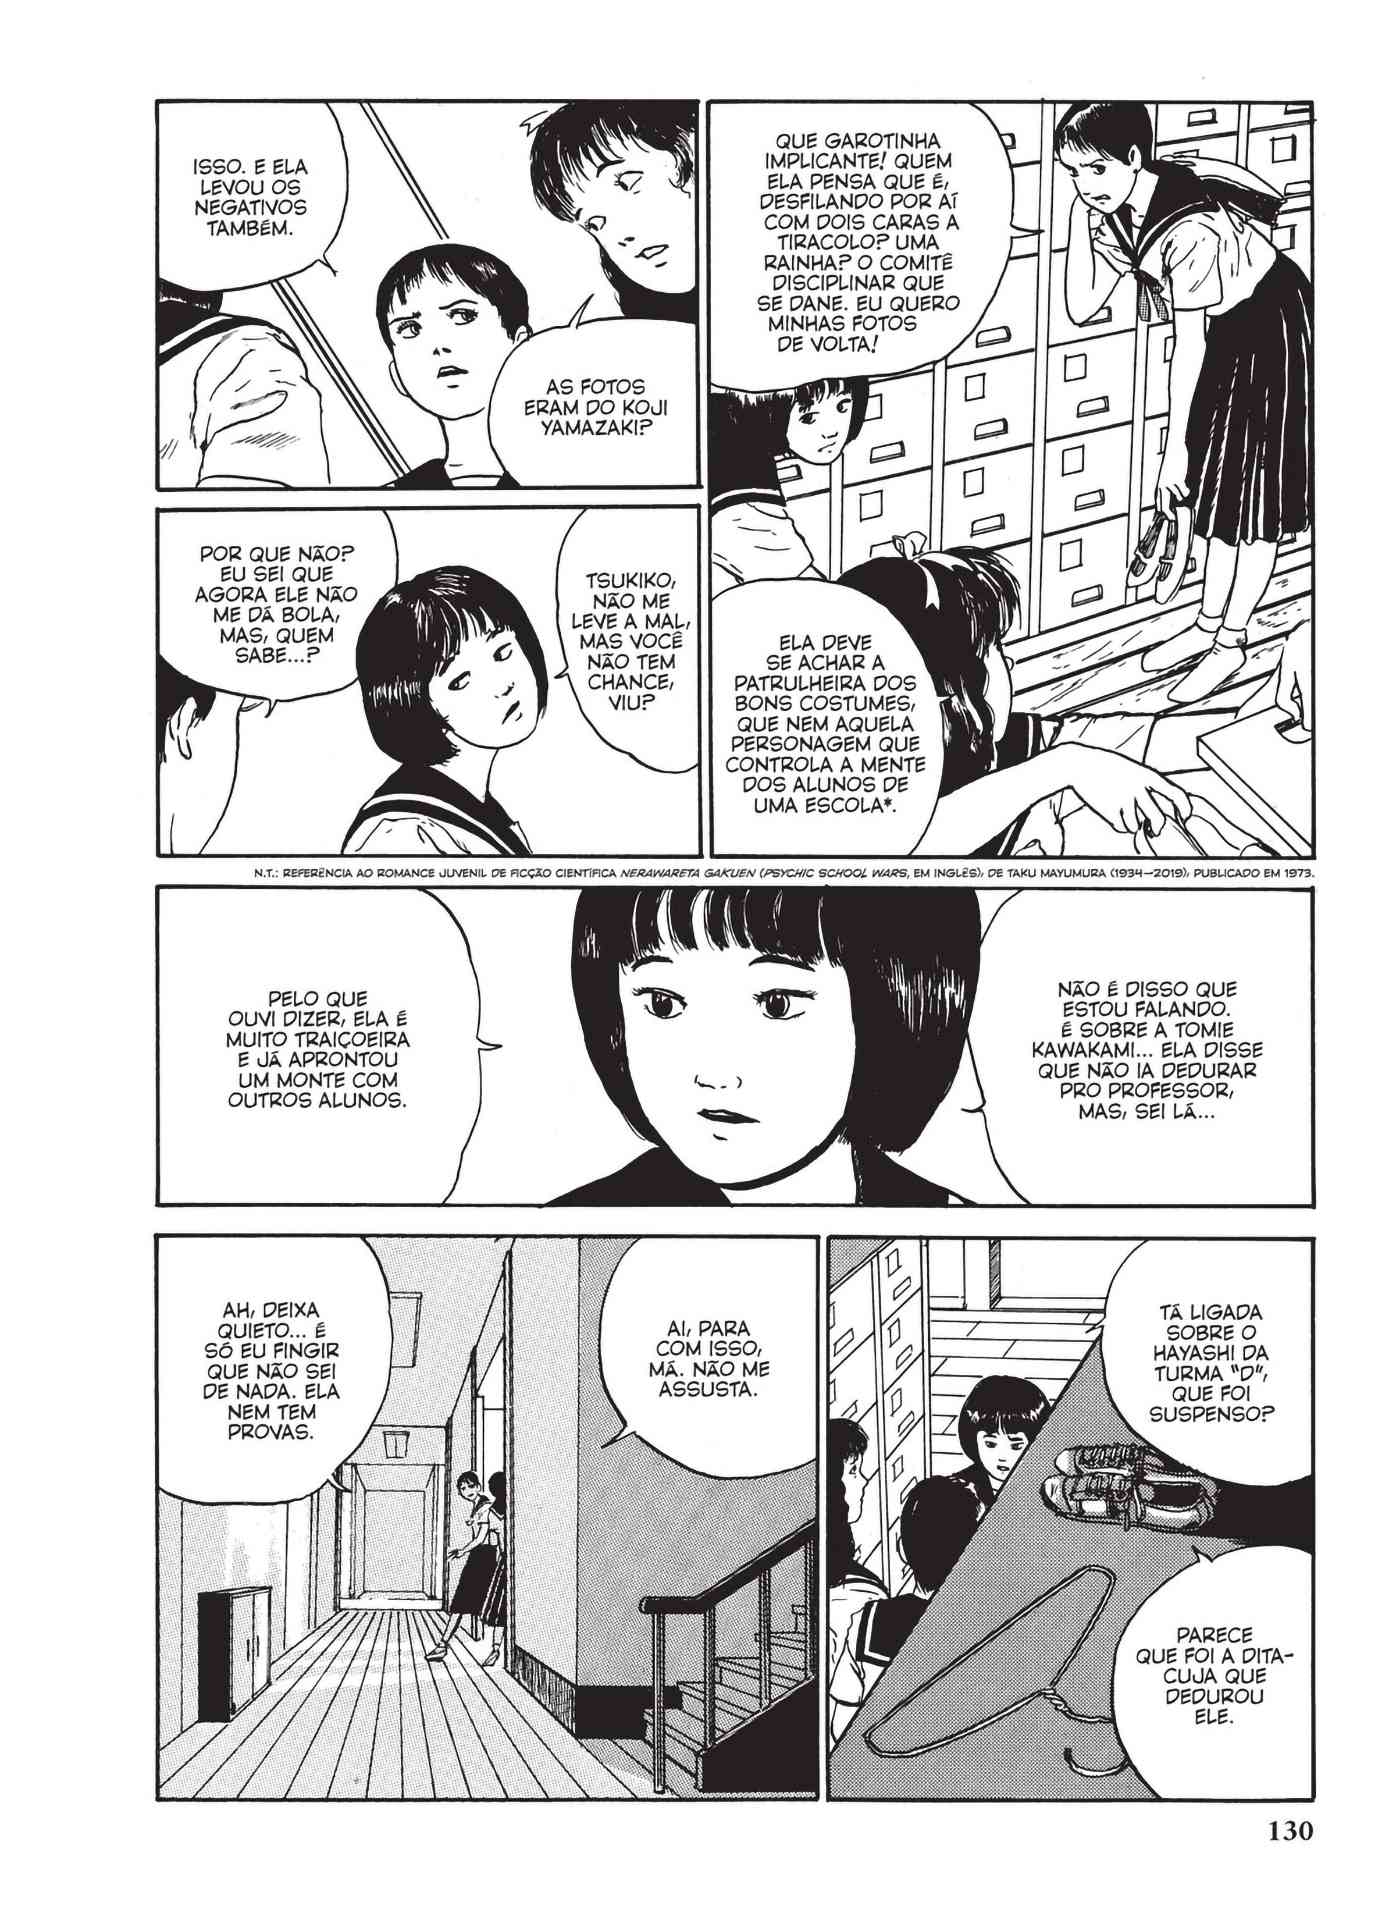 QUE GAROTINHA
IMPLICANTE! QUEM
ELA PENSA QUE É,
DESFILANDO POR AÍ
COM DOIS CARAS A
TIRACOLO? UMA
RAINHA? O COMITÊ
DISCIPLINAR QUE
SE DANE. EU QUERO
MINHAS FOTOS
DE VOLTA!
ELA DEVE
SE ACHAR A
PATRULHEIRA DOS
BONS COSTUMES,
QUE NEM AQUELA
PERSONAGEM QUE
CONTROLA A MENTE
DOS ALUNOS DE
UMA ESCOLA*.
AS FOTOS
ERAM DO KOJI
YAMAZAKI?
ISSO. E ELA
LEVOU OS
NEGATIVOS
TAMBÉM.
TSUKIKO,
NÃO ME
LEVE A MAL,
MAS VOCÊ
NÃO TEM
CHANCE,
VIU?
POR QUE NÃO?
EU SEI QUE
AGORA ELE NÃO
ME DÁ BOLA,
MAS, QUEM
SABE...?
N.T.: REFERÊNCIA AO ROMANCE JUVENIL DE FICÇÃO CIENTÍFICA NERAWARETA GAKUEN (PSYCHIC SCHOOL WARS, EM INGLÊS), DE TAKU MAYUMURA (1934–2019), PUBLICADO EM 1973.
NÃO É DISSO QUE
ESTOU FALANDO.
É SOBRE A TOMIE
KAWAKAMI... ELA DISSE
QUE NÃO IA DEDURAR
PRO PROFESSOR,
MAS, SEI LÁ...
PELO QUE
OUVI DIZER, ELA É
MUITO TRAIÇOEIRA
E JÁ APRONTOU
UM MONTE COM
OUTROS ALUNOS.
TÁ LIGADA
SOBRE O
HAYASHI DA
TURMA “D”,
QUE FOI
SUSPENSO?
PARECE
QUE FOI A DITA-
CUJA QUE
DEDUROU
ELE.
AI, PARA
COM ISSO,
MÁ. NÃO ME
ASSUSTA.
AH, DEIXA
QUIETO... É
SÓ EU FINGIR
QUE NÃO SEI
DE NADA. ELA
NEM TEM
PROVAS.
130